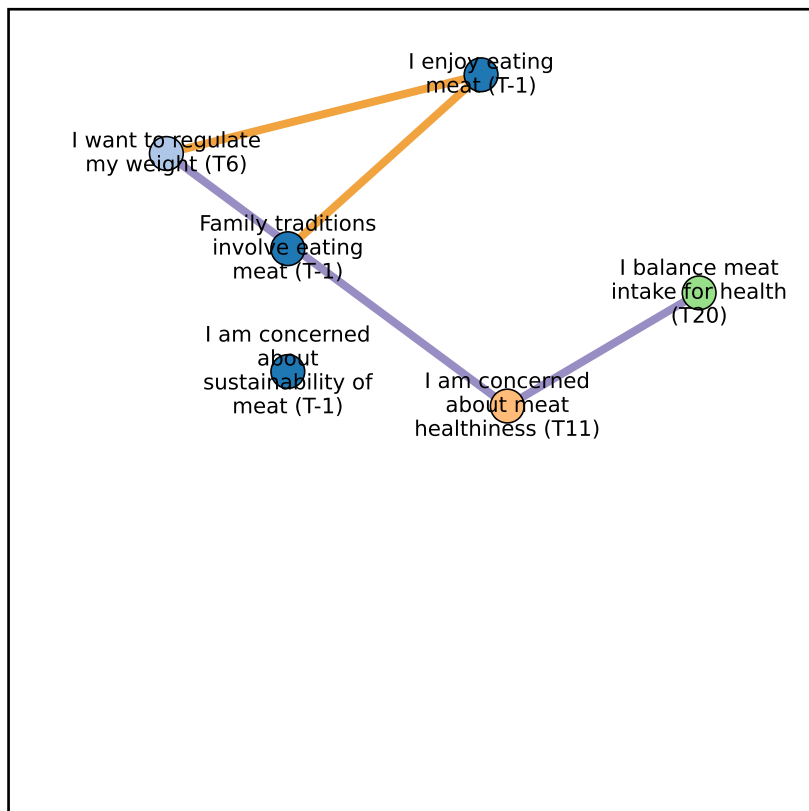 I enjoy eating
meat (T-1)
I want to regulate
my weight (T6)
Family traditions
involve eating
meat (T-1)
I balance meat
intake for health
(T20)
I am concerned
about
sustainability of
meat (T-1)
I am concerned
about meat
healthiness (T11)